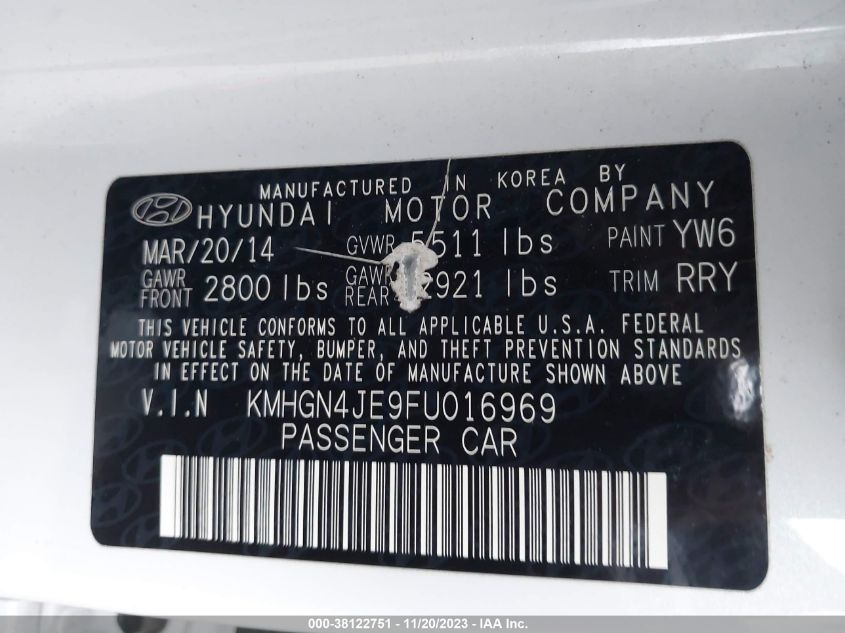 MANUFACTURED IN KOREA BY
HYUNDAI MOTOR COMPANY
MAR/20/14 GVWR 5511 lbs PAINT YW6
GAWR FRONT 2800 lbs GAWR REAR 2921 lbs TRIM RRY
THIS VEHICLE CONFORMS TO ALL APPLICABLE U.S.A. FEDERAL
MOTOR VEHICLE SAFETY, BUMPER, AND THEFT PREVENTION STANDARDS
IN EFFECT ON THE DATE OF MANUFACTURE SHOWN ABOVE
V.I.N KMHGN4JE9FU016969
PASSENGER CAR
000-38122751 - 11/20/2023 - IAA Inc.